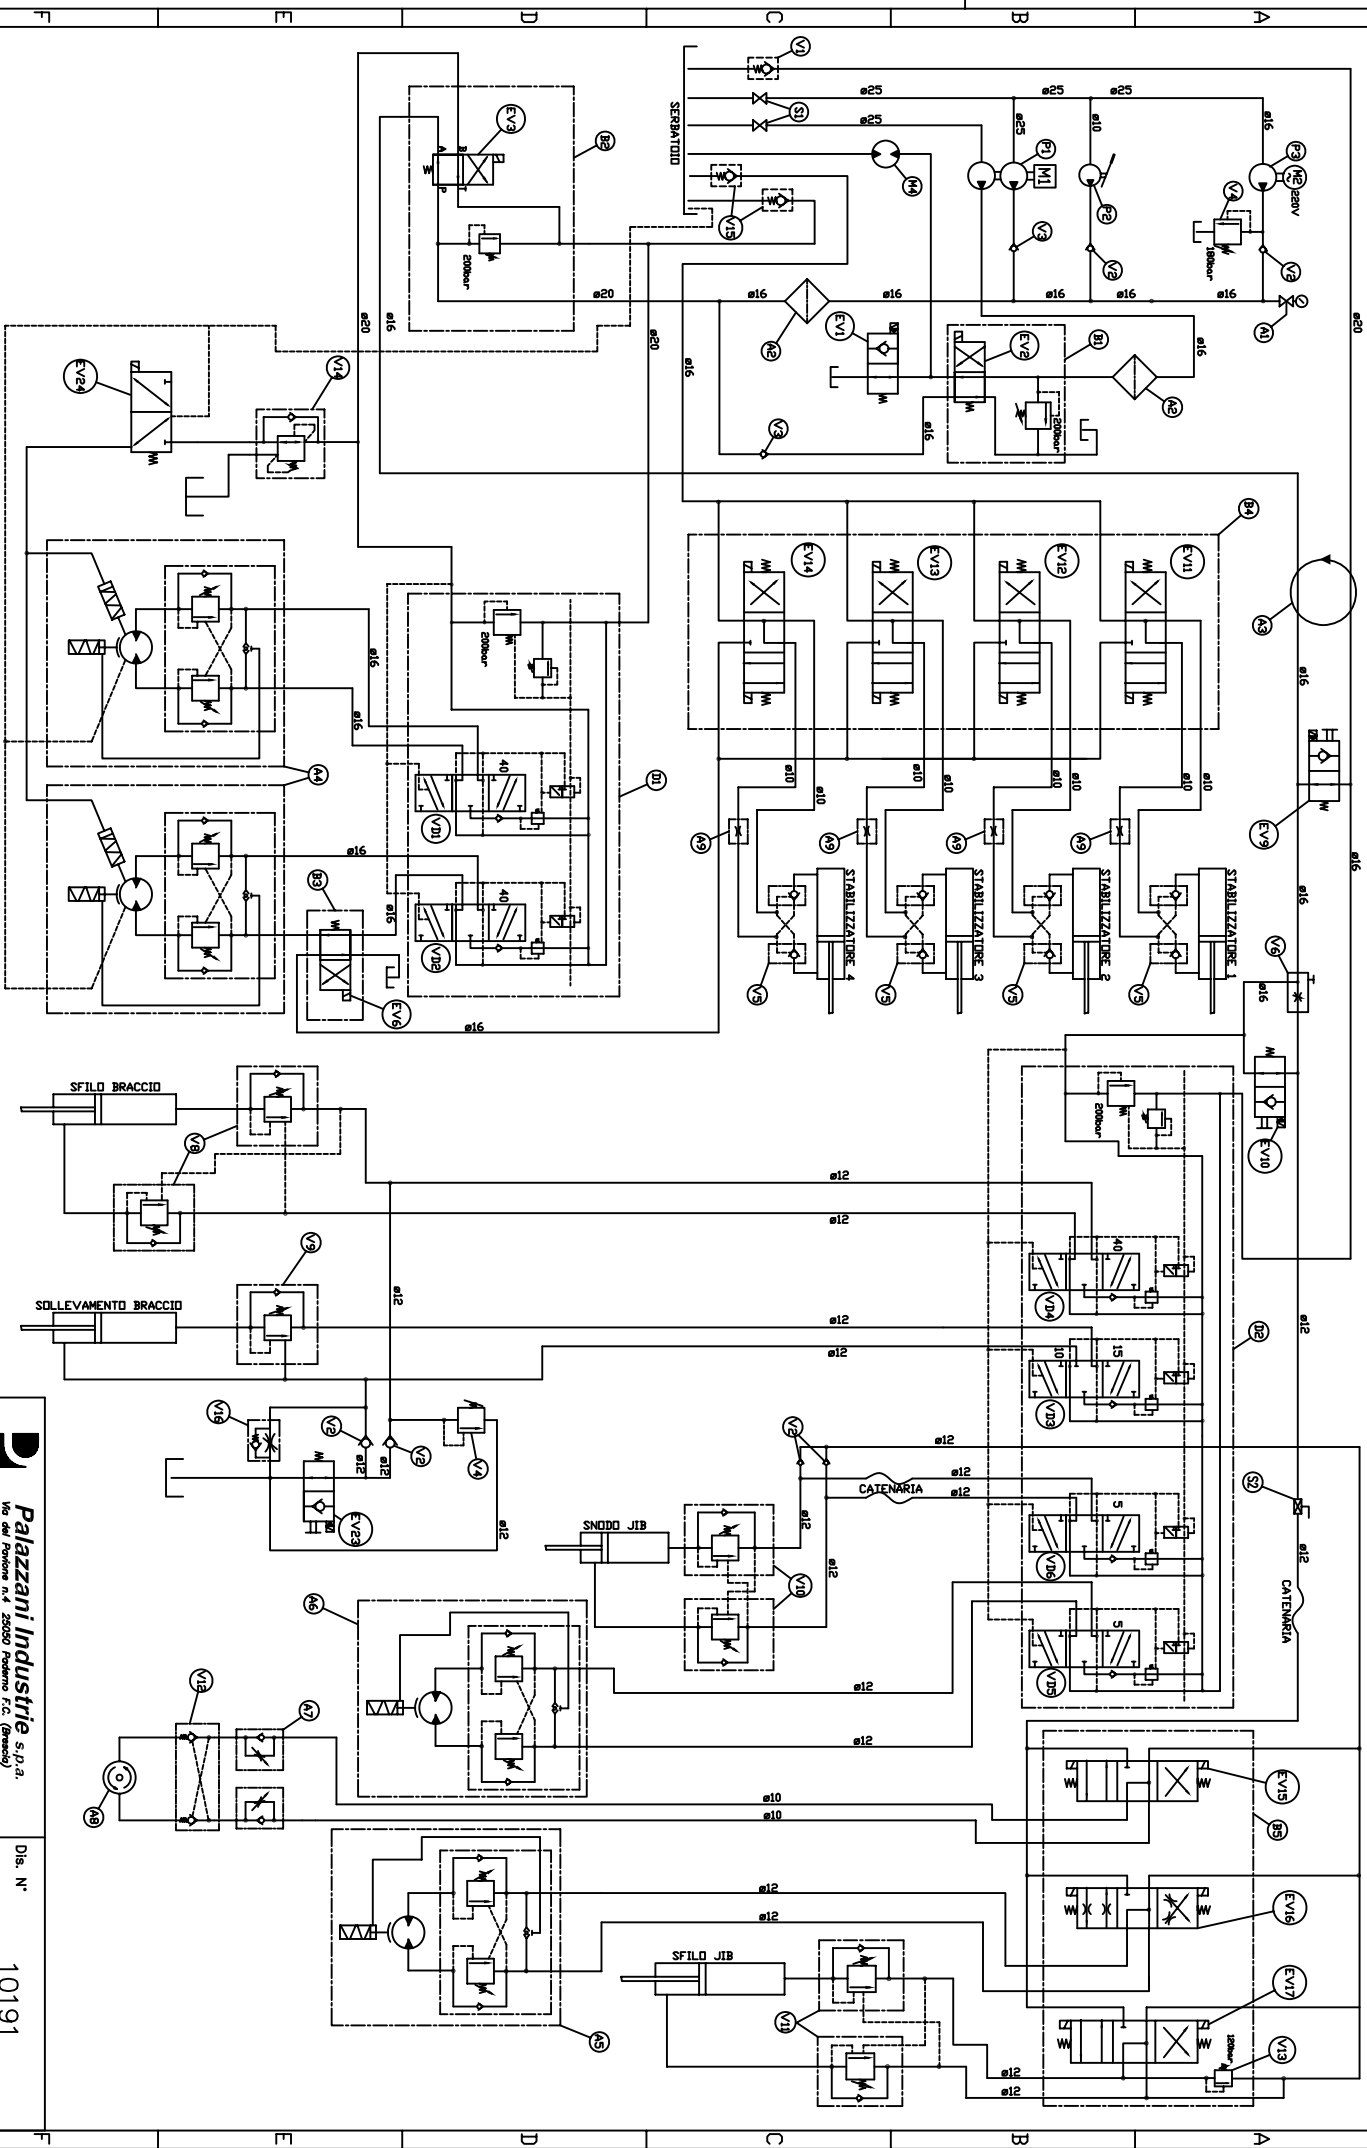 F
E
D
C
B
A
V1
S1
SERBATOIO
ø25
ø25
ø25
ø25
ø25
ø10
ø16
ø20
P1
M1
P2
P3
M2
~
220V
V4
180bar
V2
V2
V3
M4
V15
B2
EV3
A
B
P
T
200bar
ø20
ø16
ø16
ø16
ø16
ø16
A1
A2
EV1
EV2
B1
A2
ø16
200bar
ø20
ø16
ø20
ø16
V3
ø16
EV24
V14
B4
EV14
EV13
EV12
EV11
A3
ø16
EV9
ø16
ø16
200bar
D1
ø16
ø16
40
VD1
40
VD2
A4
ø16
ø16
B3
EV6
ø16
ø10
ø10
ø10
ø10
ø10
ø10
ø10
ø10
A9
A9
A9
A9
STABILIZZATORE 4
STABILIZZATORE 3
STABILIZZATORE 2
STABILIZZATORE 1
V5
V5
V5
V5
V6
ø16
EV10
SFILO BRACCIO
V8
200bar
ø12
ø12
40
VD4
D2
V9
SOLLEVAMENTO BRACCIO
ø12
ø12
ø12
ø12
15
10
VD3
V16
V2
V2
V4
ø12
ø12
EV23
ø12
V2
ø12
ø12
ø12
CATENARIA
SNODO JIB
ø12
ø12
V10
5
VD6
5
VD5
S2
ø12
CATENARIA
A6
ø12
ø12
V12
A7
A8
ø10
ø10
EV15
B5
EV16
EV17
ø12
ø12
A5
SFILO JIB
V11
ø12
ø12
120bar
V13
Palazzani Industrie s.p.a.
Via del Pavione n.4 25050 Paderno F.C. (Brescia)
Dis. N°
10191
F
E
D
C
B
A